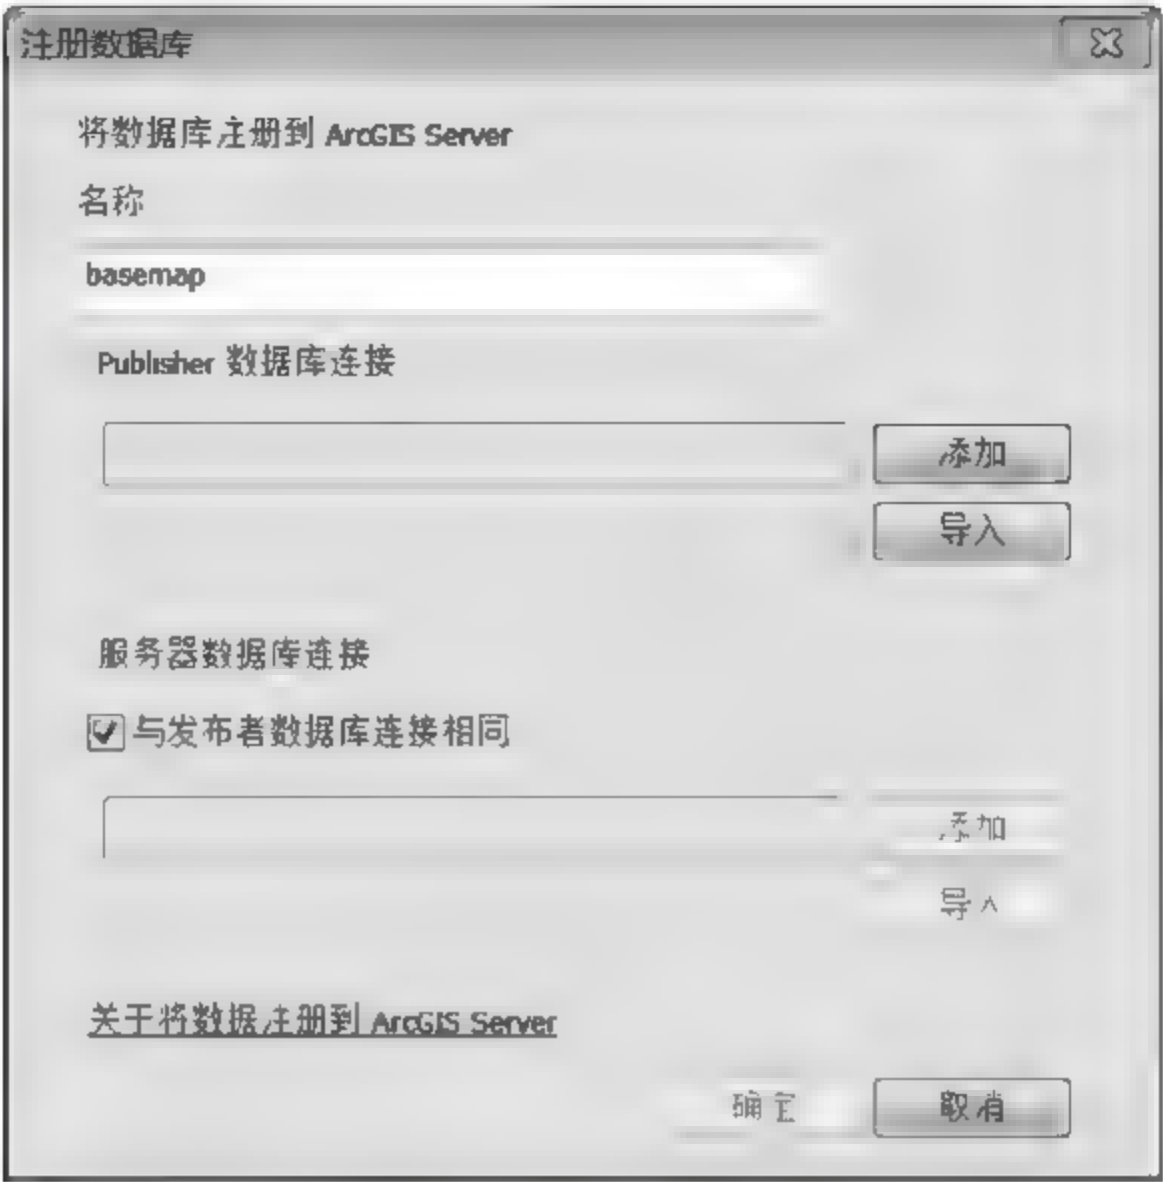 注册数据库
将数据库注册到 ArcGIS Server
名称
basemap
Publisher 数据库连接
添加
导入
服务器数据库连接
与发布者数据库连接相同
添加
导入
关于将数据注册到 ArcGIS Server
确定
取消